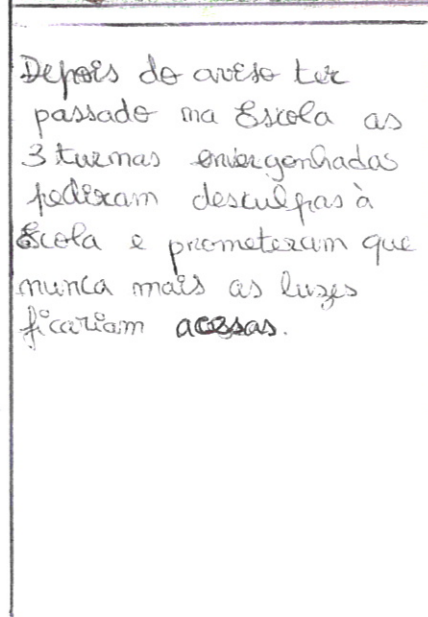 Depois do aviso ter
passado na Escola as
3 turmas envergonhadas
pediram desculpas à
Escola e prometeram que
nunca mais as luzes
ficariam acesas.